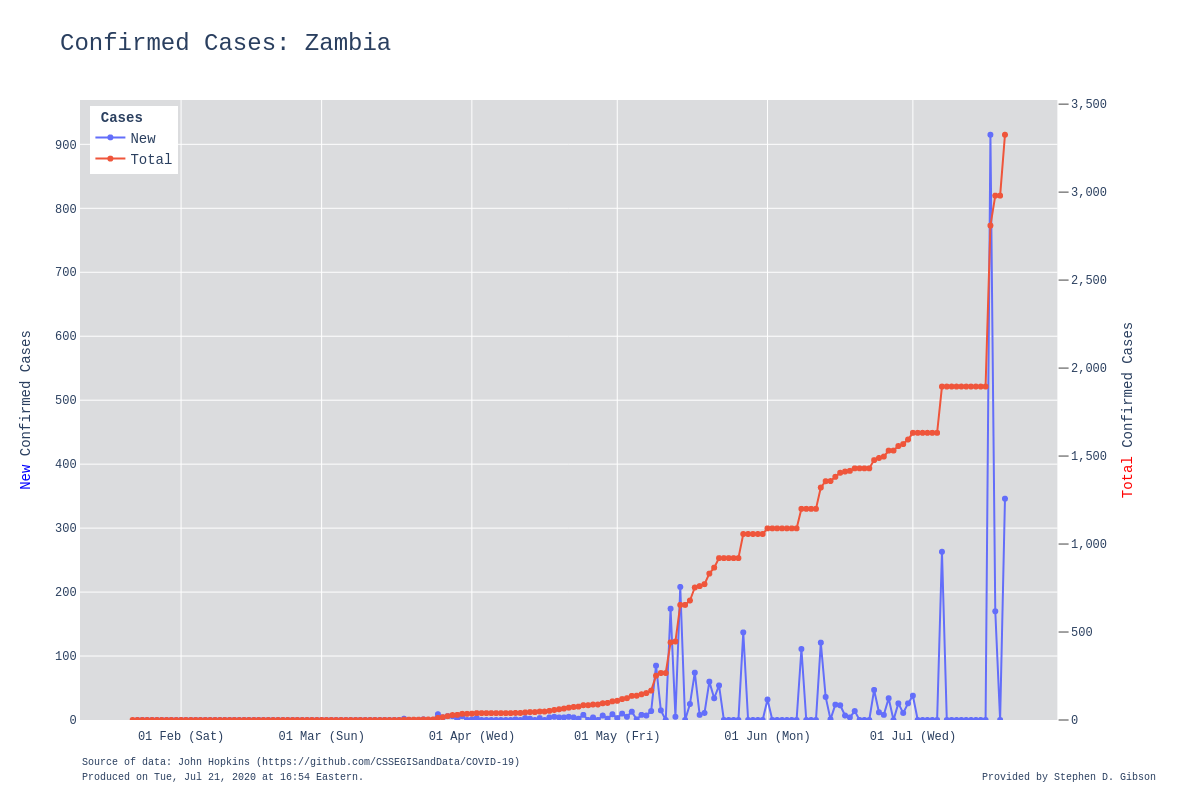 Confirmed Cases: Zambia
Cases
New
Total
900
800
700
600
500
400
300
200
100
0
3,500
3,000
2,500
2,000
1,500
1,000
500
0
New Confirmed Cases
Total Confirmed Cases
01 Feb (Sat)
01 Mar (Sun)
01 Apr (Wed)
01 May (Fri)
01 Jun (Mon)
01 Jul (Wed)
Source of data: John Hopkins (https://github.com/CSSEGISandData/COVID-19)
Produced on Tue, Jul 21, 2020 at 16:54 Eastern.
Provided by Stephen D. Gibson